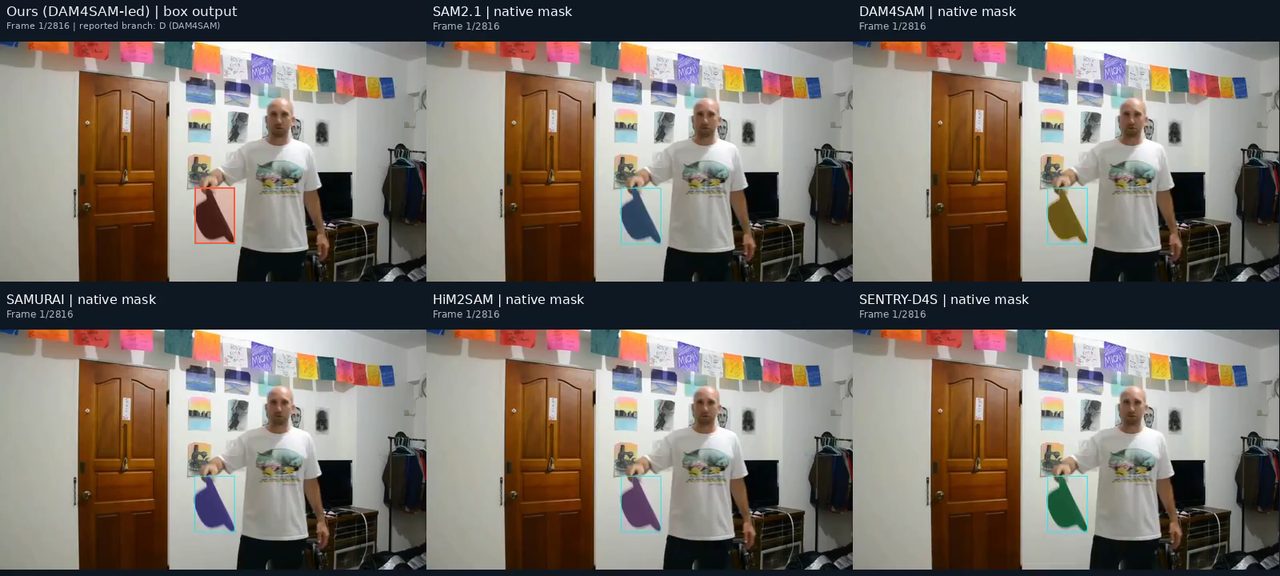 Ours (DAM4SAM-led) | box output
Frame 1/2816 | reported branch: D (DAM4SAM)
SAM2.1 | native mask
Frame 1/2816
DAM4SAM | native mask
Frame 1/2816
SAMURAI | native mask
Frame 1/2816
HiM2SAM | native mask
Frame 1/2816
SENTRY-D4S | native mask
Frame 1/2816